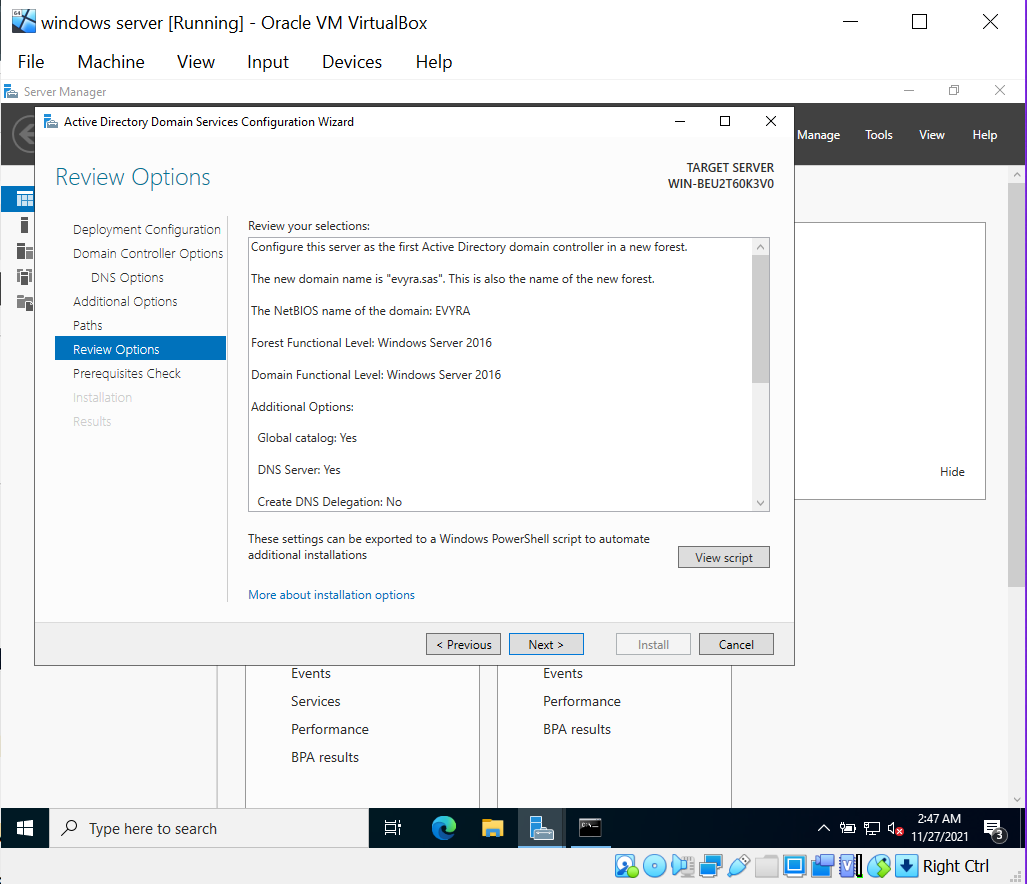 windows server [Running] - Oracle VM VirtualBox
File Machine View Input Devices Help
Server Manager
Manage Tools View Help
Active Directory Domain Services Configuration Wizard
Review Options
TARGET SERVER
WIN-BEU2T60K3V0
Deployment Configuration
Domain Controller Options
DNS Options
Additional Options
Paths
Review Options
Prerequisites Check
Installation
Results
Review your selections:
Configure this server as the first Active Directory domain controller in a new forest.
The new domain name is "evyra.sas". This is also the name of the new forest.
The NetBIOS name of the domain: EVYRA
Forest Functional Level: Windows Server 2016
Domain Functional Level: Windows Server 2016
Additional Options:
Global catalog: Yes
DNS Server: Yes
Create DNS Delegation: No
These settings can be exported to a Windows PowerShell script to automate
additional installations
View script
More about installation options
< Previous Next > Install Cancel
Hide
Events
Services
Performance
BPA results
Events
Performance
BPA results
Type here to search
2:47 AM
11/27/2021
3
Right Ctrl